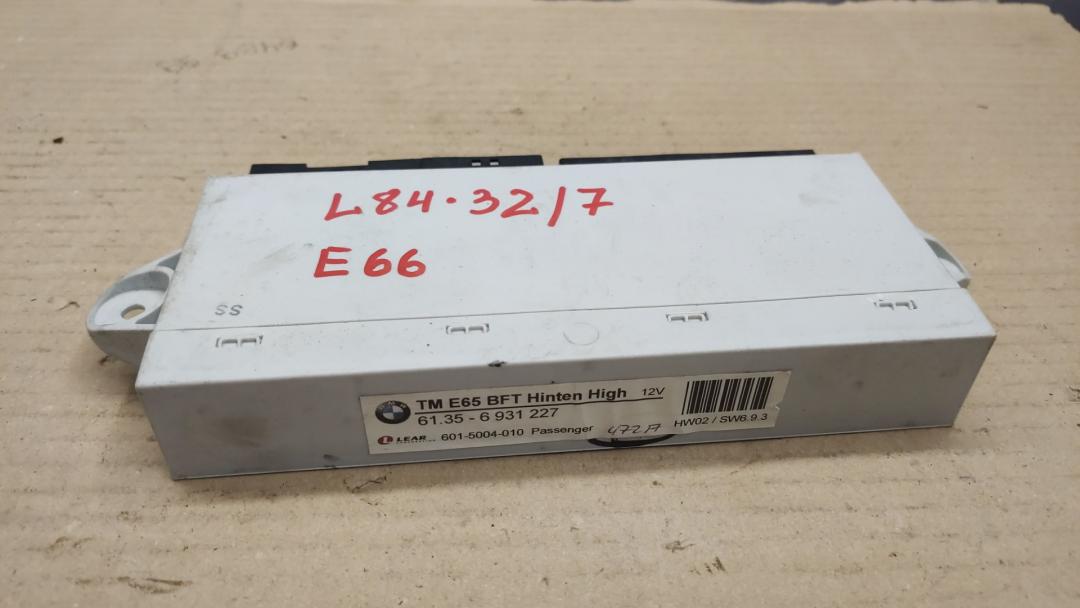 L84·32/7
E66
SS
TM E65 BFT Hinten High 12V
61.35 - 6 931 227
LEAR 601-5004-010 Passenger
HW02 / SW6.9.3